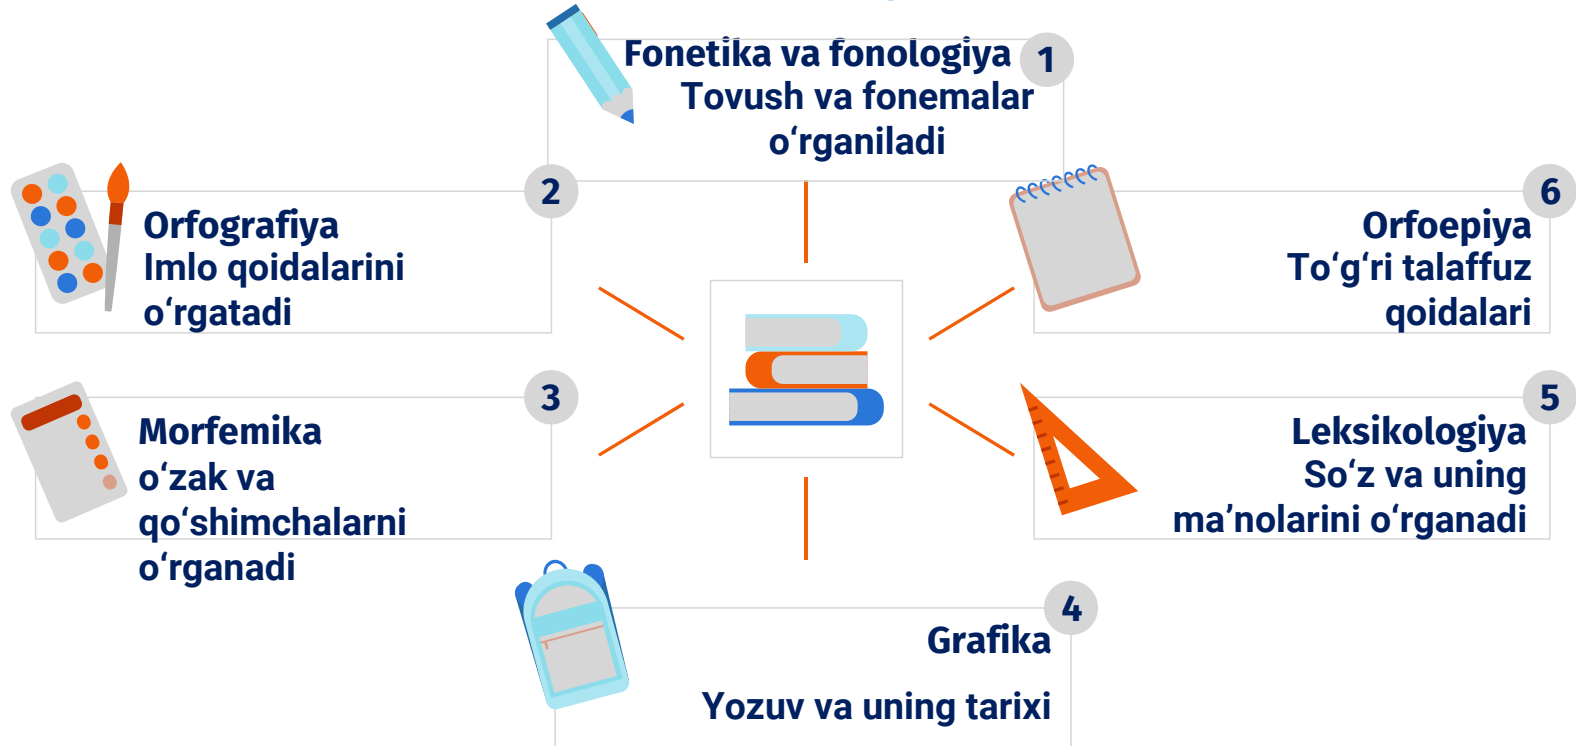 1
Fonetika va fonologiya
Tovush va fonemalar
o‘rganiladi
2
Orfografiya
Imlo qoidalarini
o‘rgatadi
3
Morfemika
o‘zak va
qo‘shimchalarni
o‘rganadi
4
Grafika
Yozuv va uning tarixi
5
Leksikologiya
So‘z va uning
ma’nolarini o‘rganadi
6
Orfoepiya
To‘g‘ri talaffuz
qoidalari